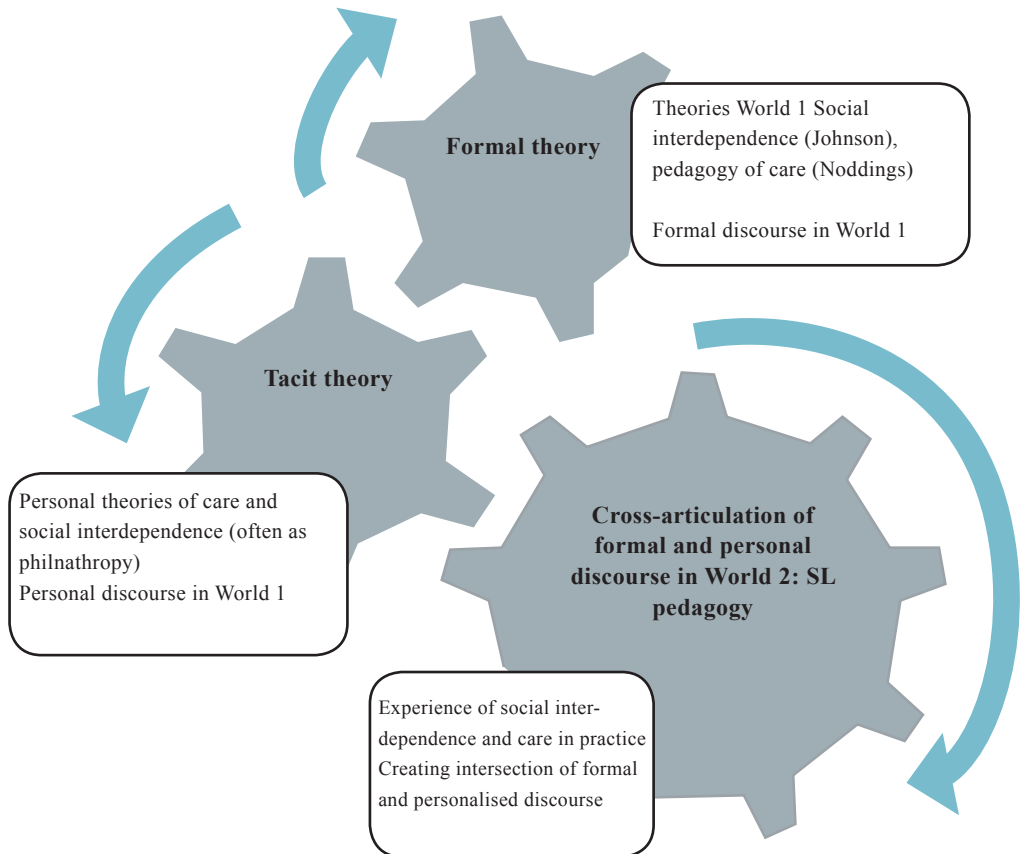 Formal theory
Theories World 1 Social
interdependence (Johnson),
pedagogy of care (Noddings)
Formal discourse in World 1
Tacit theory
Personal theories of care and
social interdependence (often as
philnathropy)
Personal discourse in World 1
Cross-articulation of
formal and personal
discourse in World 2: SL
pedagogy
Experience of social inter-
dependence and care in practice
Creating intersection of formal
and personalised discourse